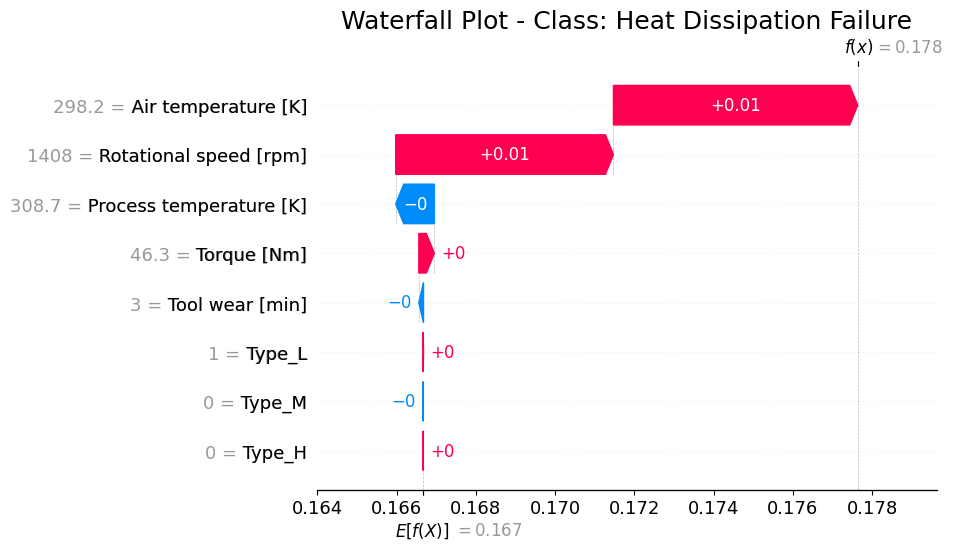 Waterfall Plot - Class: Heat Dissipation Failure
f(x) = 0.178
298.2 = Air temperature [K] +0.01
1408 = Rotational speed [rpm] +0.01
308.7 = Process temperature [K] −0
46.3 = Torque [Nm] +0
3 = Tool wear [min] −0
1 = Type_L +0
0 = Type_M −0
0 = Type_H +0
0.164 0.166 0.168 0.170 0.172 0.174 0.176 0.178
E[f(X)] = 0.167